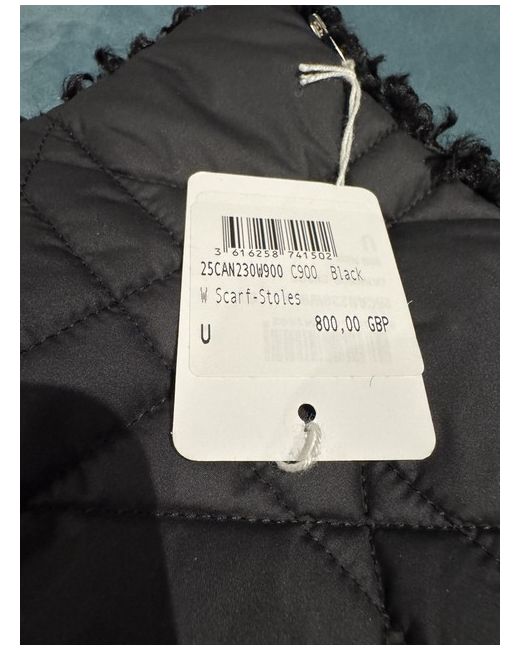 3 616258 741502
25CAN230W900 C900 Black
W Scarf-Stoles
U 800,00 GBP